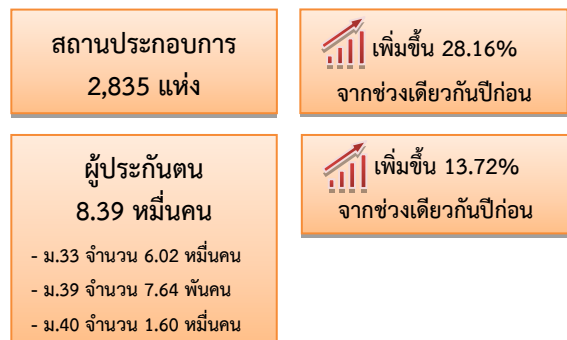 สถานประกอบการ
2,835 แห่ง
เพิ่มขึ้น 28.16%
จากช่วงเดียวกันปีก่อน
ผู้ประกันตน
8.39 หมื่นคน
- ม.33 จำนวน 6.02 หมื่นคน
- ม.39 จำนวน 7.64 พันคน
- ม.40 จำนวน 1.60 หมื่นคน
เพิ่มขึ้น 13.72%
จากช่วงเดียวกันปีก่อน